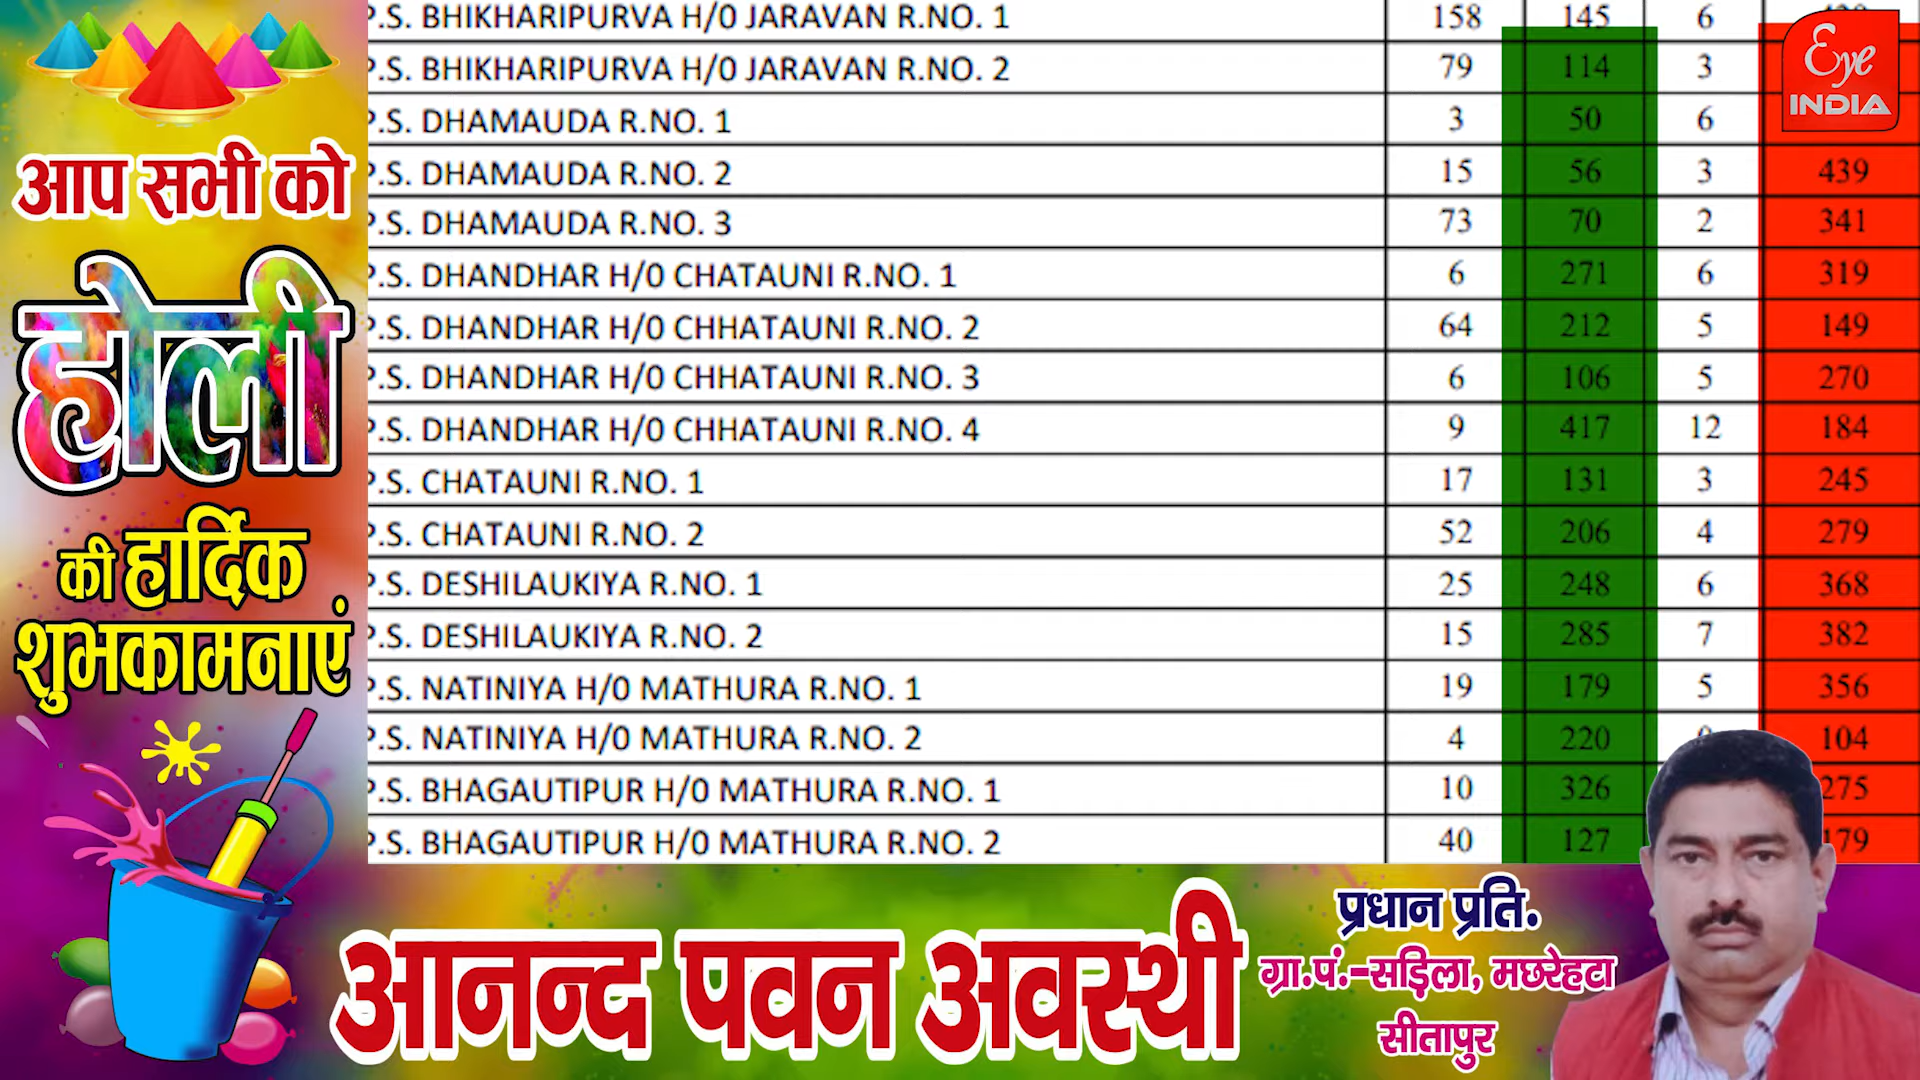 आप सभी को
होली
की हार्दिक
शुभकामनाएं
P.S. BHIKHARIPURVA H/0 JARAVAN R.NO. 1 158 145 6
P.S. BHIKHARIPURVA H/0 JARAVAN R.NO. 2 79 114 3
P.S. DHAMAUDA R.NO. 1 3 50 6
P.S. DHAMAUDA R.NO. 2 15 56 3 439
P.S. DHAMAUDA R.NO. 3 73 70 2 341
P.S. DHANDHAR H/0 CHATAUNI R.NO. 1 6 271 6 319
P.S. DHANDHAR H/0 CHHATAUNI R.NO. 2 64 212 5 149
P.S. DHANDHAR H/0 CHHATAUNI R.NO. 3 6 106 5 270
P.S. DHANDHAR H/0 CHHATAUNI R.NO. 4 9 417 12 184
P.S. CHATAUNI R.NO. 1 17 131 3 245
P.S. CHATAUNI R.NO. 2 52 206 4 279
P.S. DESHILAUKIYA R.NO. 1 25 248 6 368
P.S. DESHILAUKIYA R.NO. 2 15 285 7 382
P.S. NATINIYA H/0 MATHURA R.NO. 1 19 179 5 356
P.S. NATINIYA H/0 MATHURA R.NO. 2 4 220 104
P.S. BHAGAUTIPUR H/0 MATHURA R.NO. 1 10 326 275
P.S. BHAGAUTIPUR H/0 MATHURA R.NO. 2 40 127 179
Eye
INDIA
आनन्द पवन अवस्थी
प्रधान प्रति.
ग्रा.पं.-सड़िला, मछरेहटा
सीतापुर